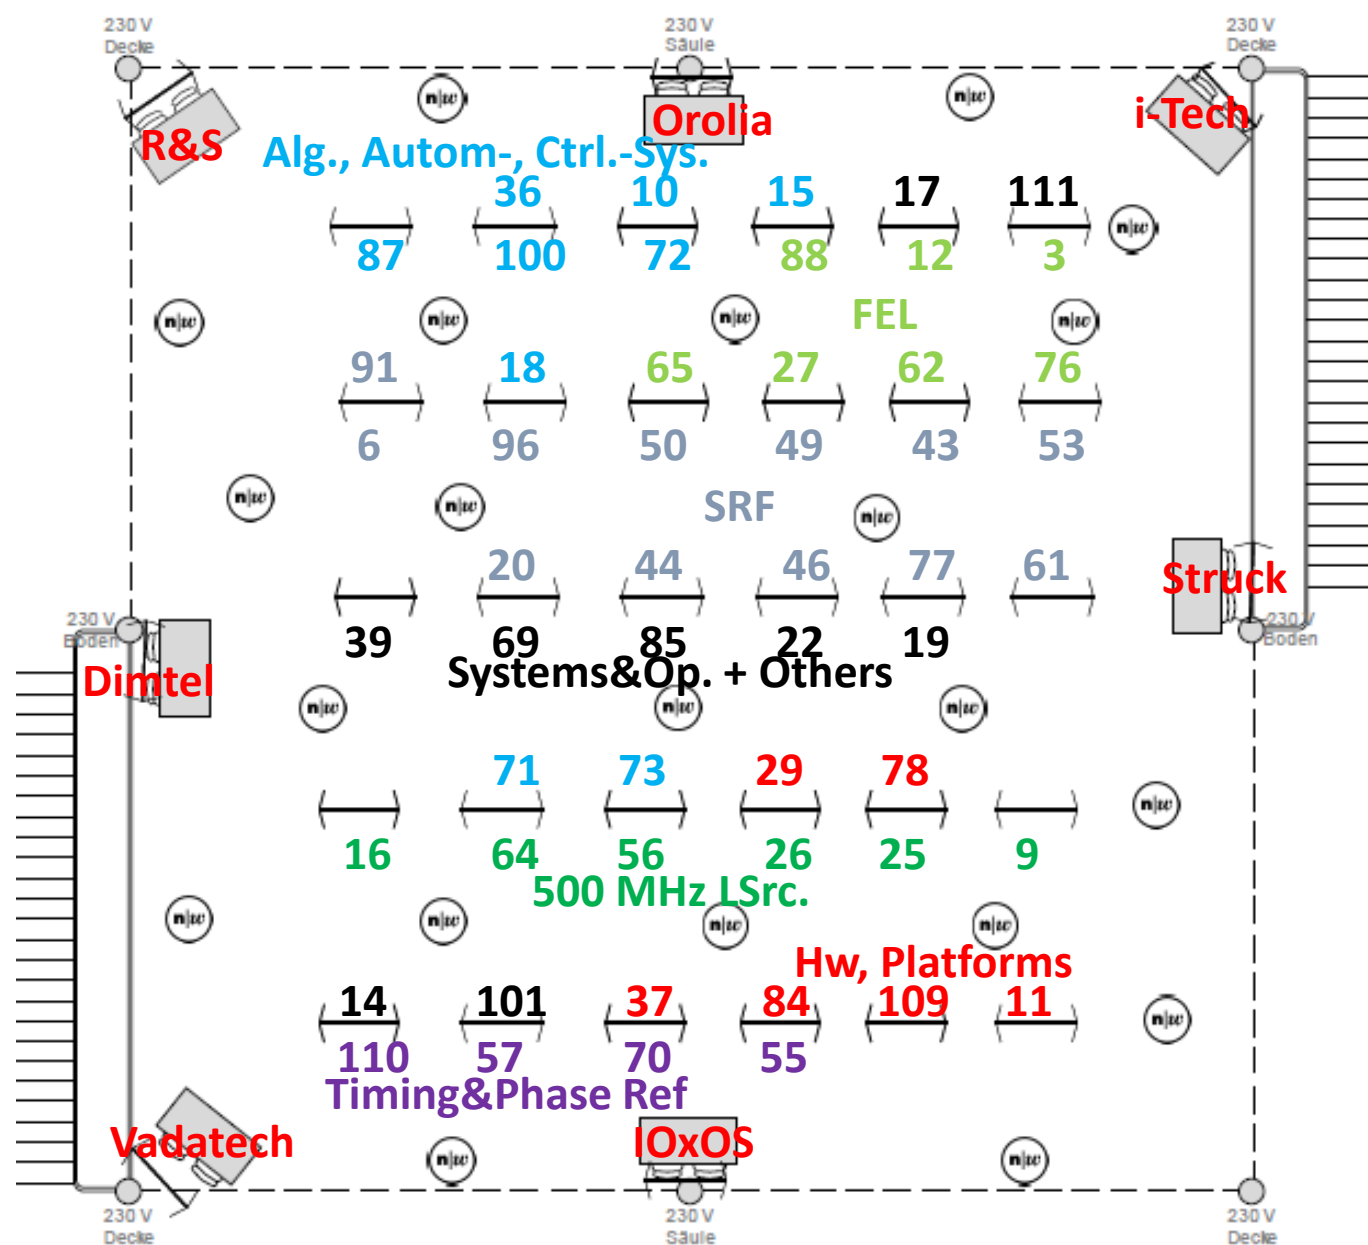 230 V
Decke
230 V
Säule
230 V
Decke
n|w
n|w
R&S
Orolia
i-Tech
Alg., Autom-, Ctrl.-Sys.
36 10 15 17 111
n|w
87 100 72 88 12 3
n|w
n|w
n|w
FEL
n|w
91 18 65 27 62 76
6 96 50 49 43 53
n|w
n|w
SRF
n|w
20 44 46 77 61
Struck
230 V
Boden
230 V
Boden
39 69 85 22 19
Dimtel
Systems&Op. + Others
n|w
n|w
n|w
71 73 29 78
n|w
16 64 56 26 25 9
500 MHz LSrc.
n|w
n|w
n|w
n|w
Hw, Platforms
14 101 37 84 109 11
n|w
110 57 70 55
Timing&Phase Ref
Vadatech
IOxOS
n|w
n|w
230 V
Decke
230 V
Säule
230 V
Decke